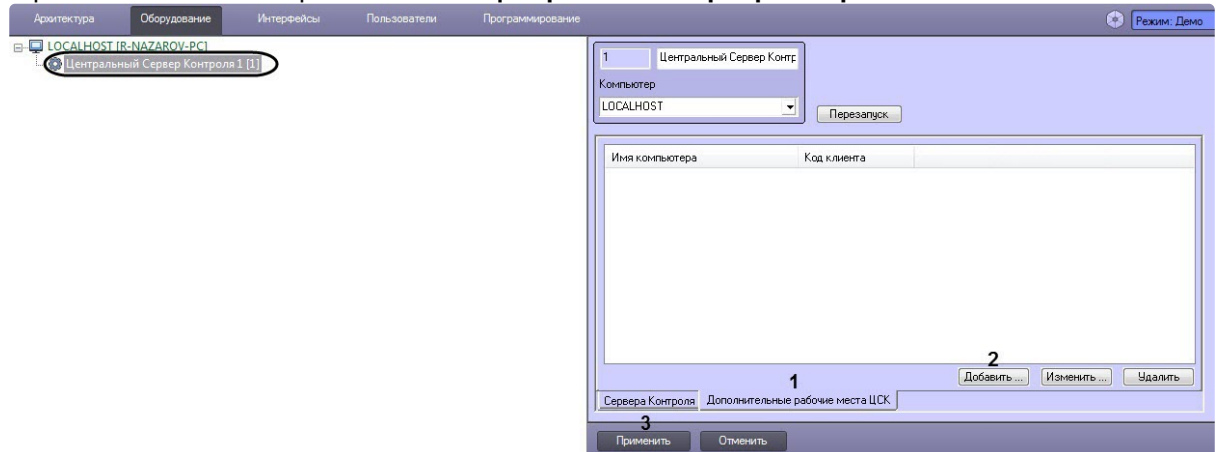 Архитектура Оборудование Интерфейсы Пользователи Программирование Режим: Демо
LOCALHOST [R-NAZAROV-PC]
Центральный Сервер Контроля 1 [1]
1 Центральный Сервер Контр
Компьютер
LOCALHOST
Перезапуск
Имя компьютера Код клиента
2
Добавить ... Изменить ... Удалить
1
Сервера Контроля Дополнительные рабочие места ЦСК
3
Применить Отменить